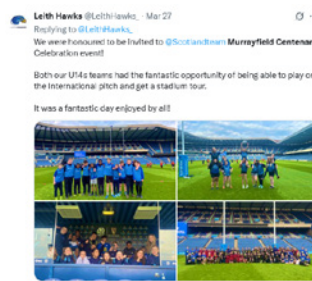 Leith Hawks @LeithHawks_ · Mar 27
Replying to @LeithHawks_
We were honoured to be invited to @Scotlandteam Murrayfield Centenar
Celebration event!!
Both our U14s teams had the fantastic opportunity of being able to play on
the International pitch and get a stadium tour.
It was a fantastic day enjoyed by all!